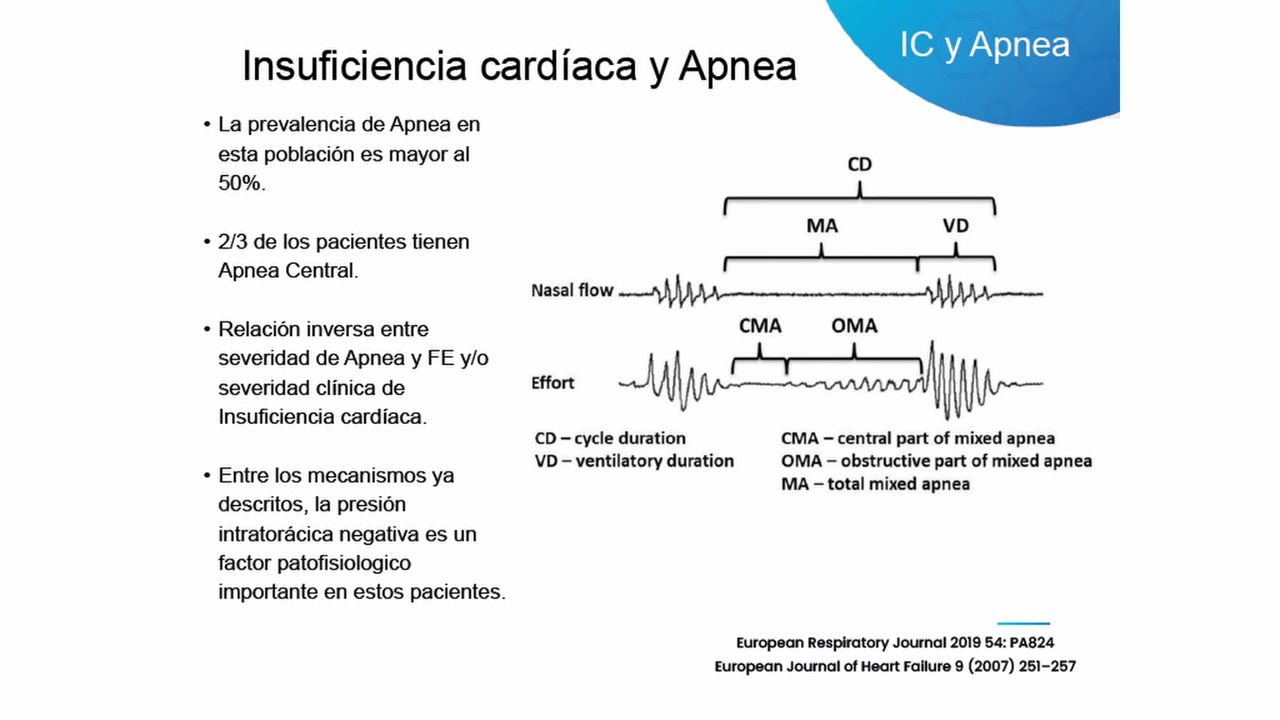 IC y Apnea
Insuficiencia cardíaca y Apnea
• La prevalencia de Apnea en
esta población es mayor al
50%.
• 2/3 de los pacientes tienen
Apnea Central.
• Relación inversa entre
severidad de Apnea y FE y/o
severidad clínica de
Insuficiencia cardíaca.
• Entre los mecanismos ya
descritos, la presión
intratorácica negativa es un
factor patofisiologico
importante en estos pacientes.
CD
MA VD
Nasal flow
CMA OMA
Effort
CD – cycle duration
VD – ventilatory duration
CMA – central part of mixed apnea
OMA – obstructive part of mixed apnea
MA – total mixed apnea
European Respiratory Journal 2019 54: PA824
European Journal of Heart Failure 9 (2007) 251–257